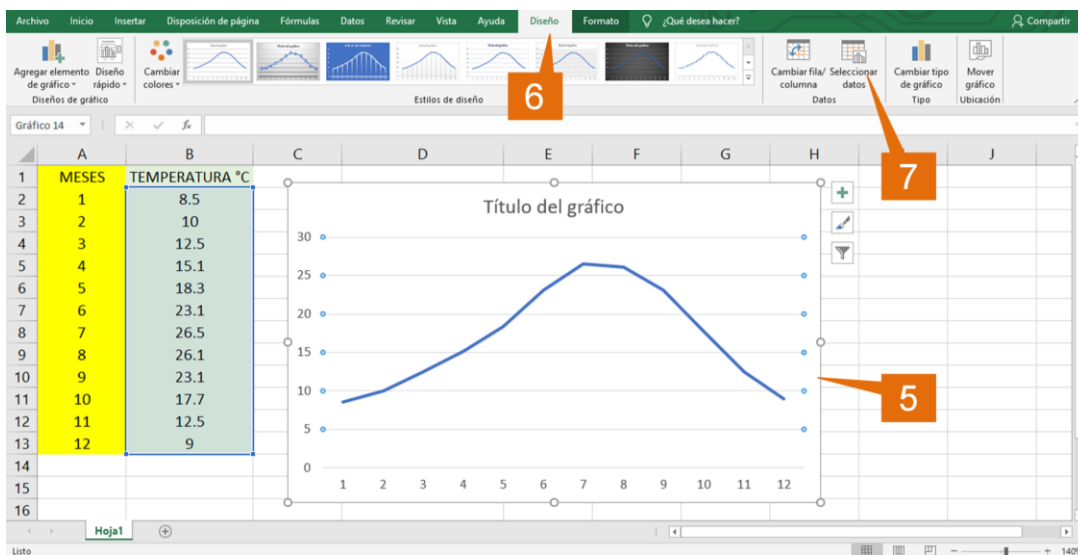 Archivo Inicio Insertar Disposición de página Fórmulas Datos Revisar Vista Ayuda Diseño Formato ¿Qué desea hacer? Compartir
Agregar elemento de gráfico
Diseño rápido
Cambiar colores
Cambiar fila/ columna
Seleccionar datos
Cambiar tipo de gráfico
Mover gráfico
Diseños de gráfico Estilos de diseño Datos Tipo Ubicación
6
7
Gráfico 14 fx
A B C D E F G H J
1 MESES TEMPERATURA °C
2 1 8.5
3 2 10
4 3 12.5
5 4 15.1
6 5 18.3
7 6 23.1
8 7 26.5
9 8 26.1
10 9 23.1
11 10 17.7
12 11 12.5
13 12 9
14
15
16
Título del gráfico
30
25
20
15
10
5
0
1 2 3 4 5 6 7 8 9 10 11 12
5
Hoja1
Listo